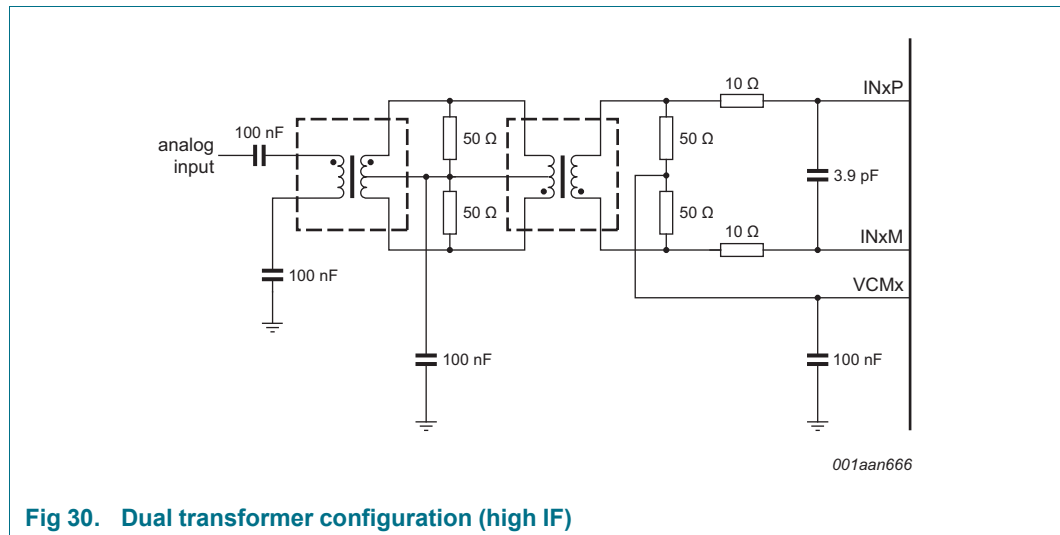 analog
input
100 nF
100 nF
50 Ω
50 Ω
100 nF
50 Ω
50 Ω
10 Ω
10 Ω
3.9 pF
INxP
INxM
VCMx
100 nF
001aan666
Fig 30. Dual transformer configuration (high IF)